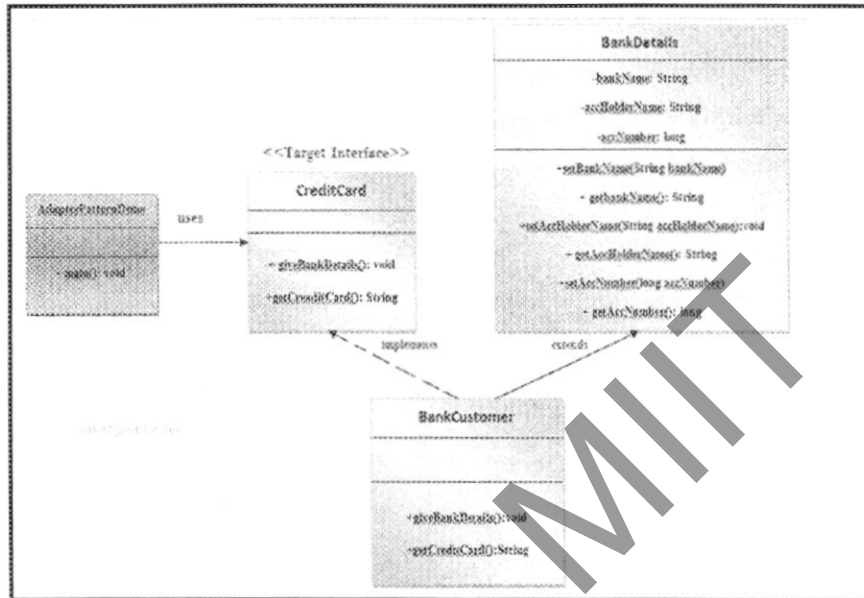 BankDetails
-bankName: String
-accHolderName: String
-accNumber: long
+setBankName(String bankName)
+getbankName(): String
+setAccHolderName(String accHolderName):void
+getAccHolderName(): String
+setAccNumber(long accNumber)
+getAccNumber(): long
<<Target Interface>>
CreditCard
+giveBankDetails(): void
+getCreditCard(): String
AdapterPatternDemo
+main(): void
uses
implements
extends
BankCustomer
+giveBankDetails():void
+getCreditCard():String
MIT